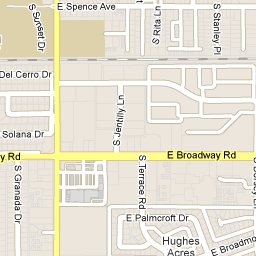 E Spence Ave
S Sunset Dr
S Rita Ln
S Stanley Pl
Del Cerro Dr
S Jentilly Ln
Solana Dr
E Broadway Rd
y Rd
S Granada Dr
S Terrace Rd
E Palmcroft Dr
Hughes
Acres
E Broadmo